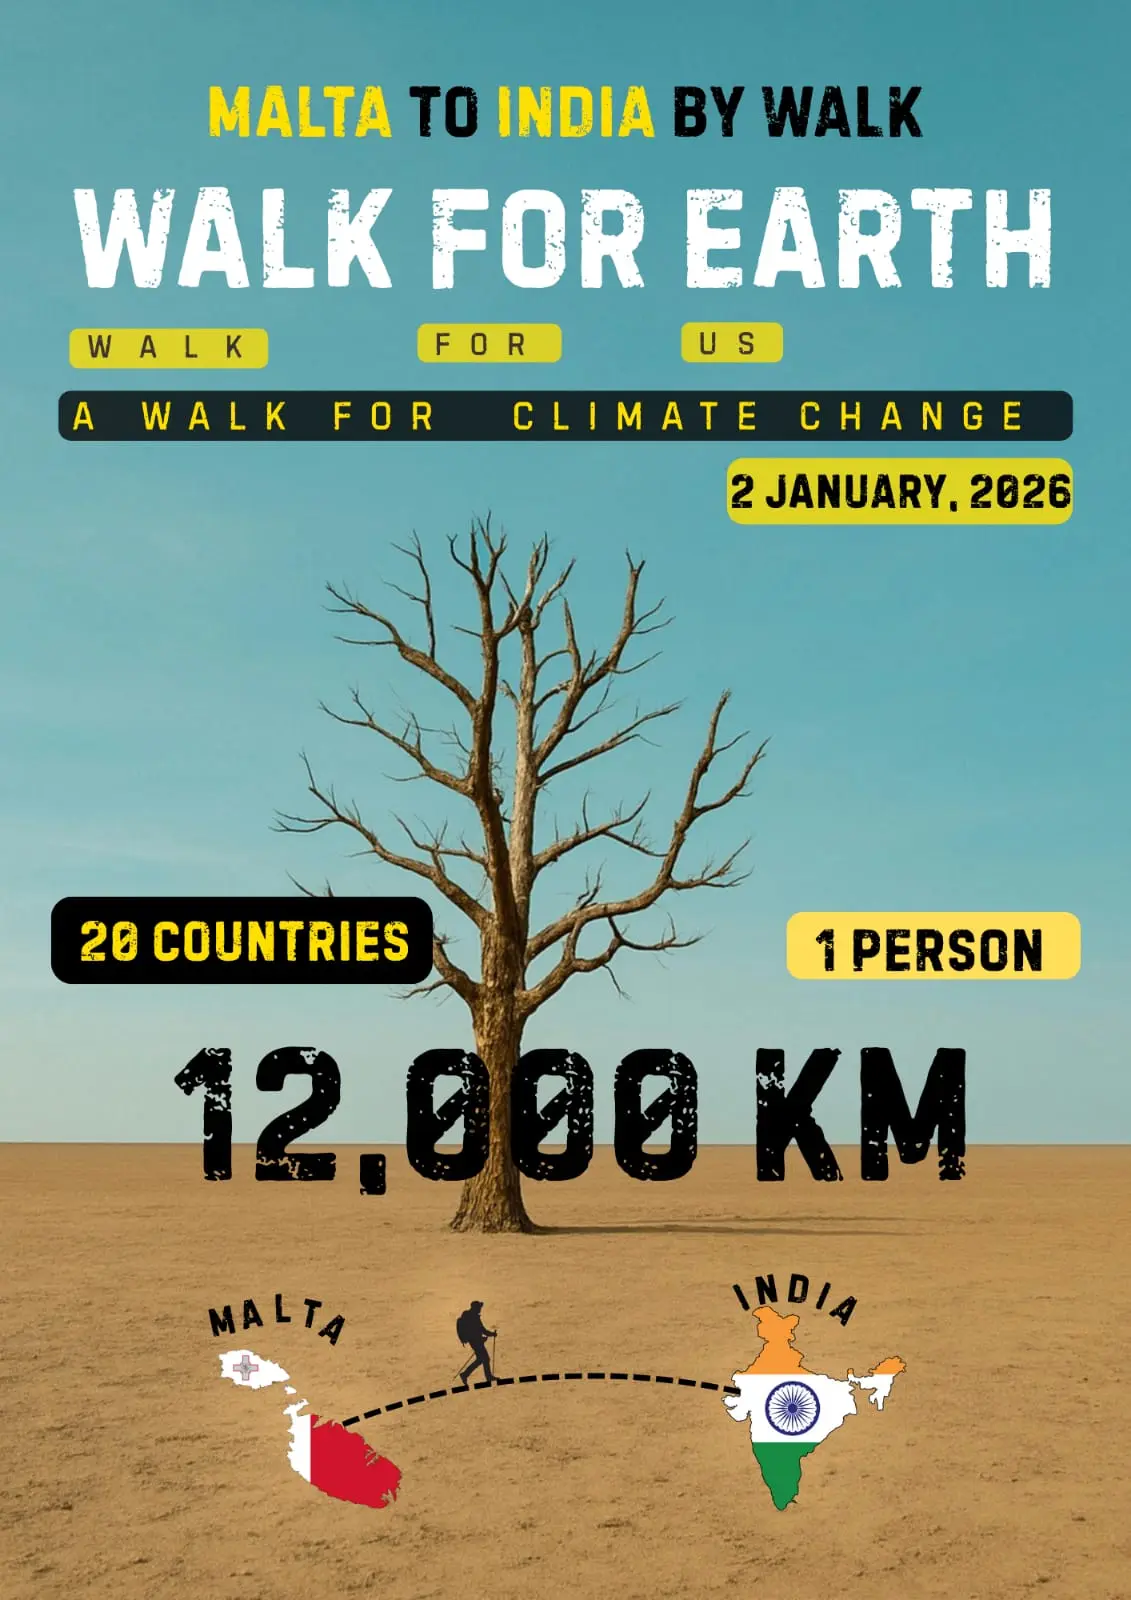 MALTA TO INDIA BY WALK
WALK FOR EARTH
WALK FOR US
A WALK FOR CLIMATE CHANGE
2 JANUARY, 2026
20 COUNTRIES
1 PERSON
12,000 KM
MALTA
INDIA